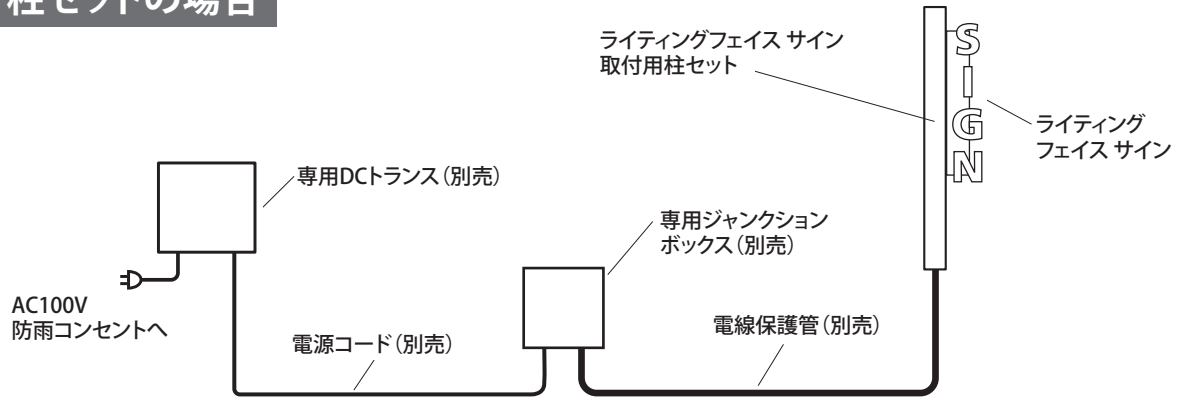 柱セットの場合
ライティングフェイス サイン
取付用柱セット
S
I
G
N
ライティング
フェイス サイン
専用DCトランス（別売）
専用ジャンクション
ボックス（別売）
AC100V
防雨コンセントへ
電源コード（別売）
電線保護管（別売）